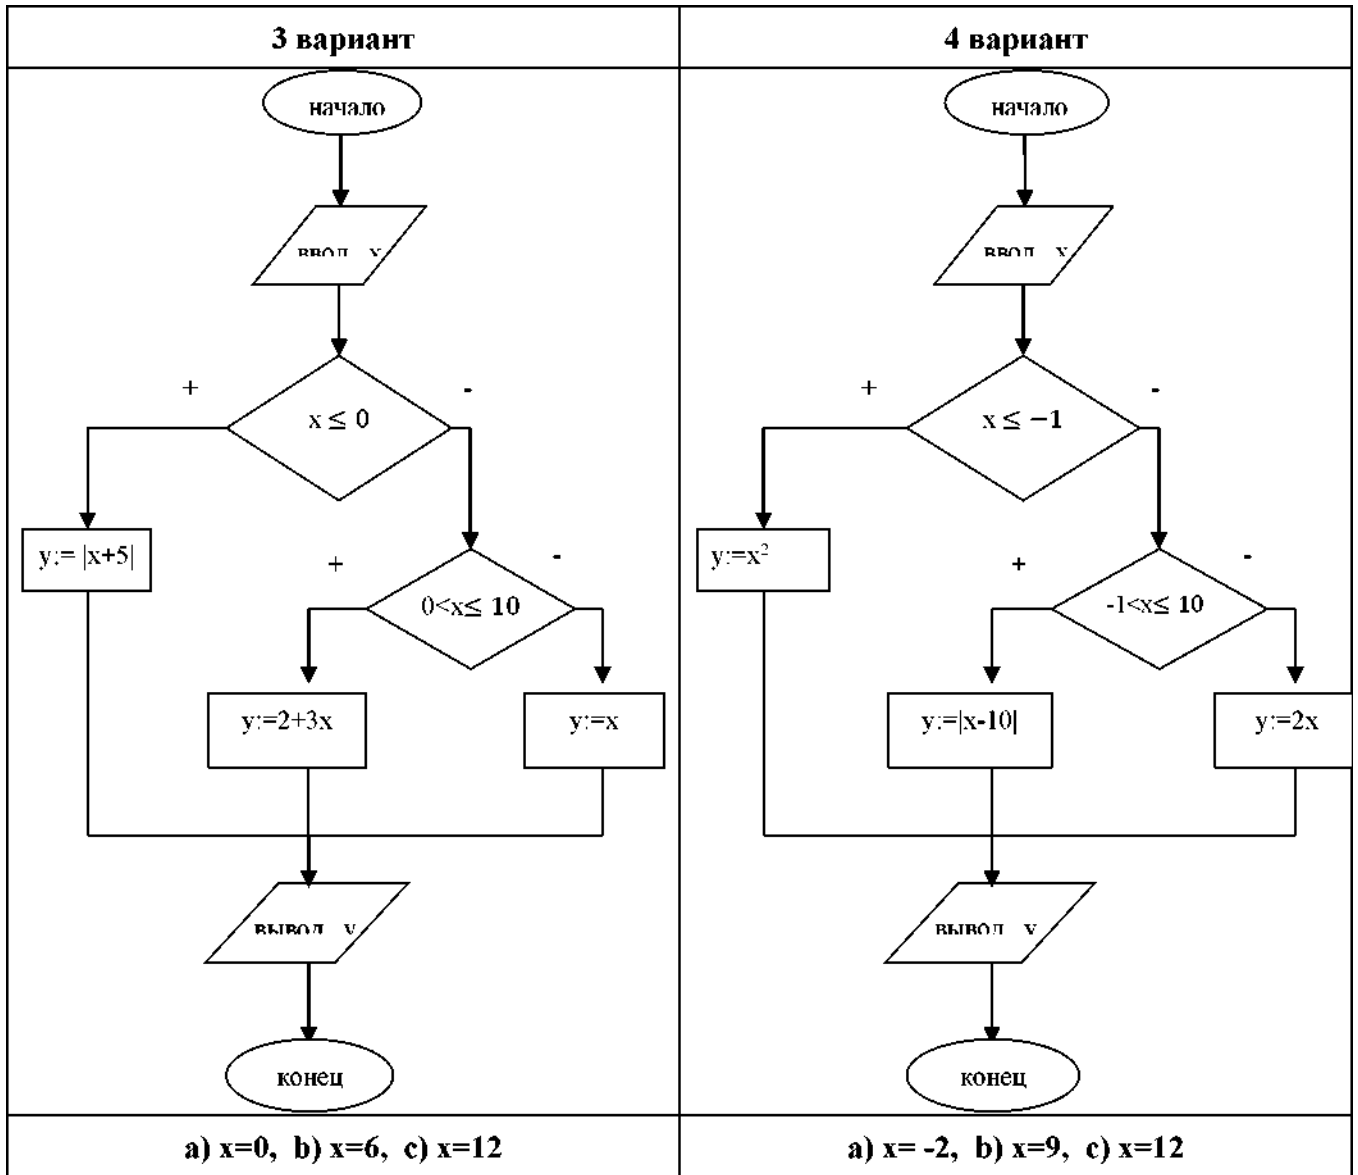 3 вариант
начало
ввод x
+
-
x ≤ 0
y:= |x+5|
+
-
0<x≤ 10
y:=2+3x
y:=x
вывод y
конец
a) x=0, b) x=6, c) x=12
4 вариант
начало
ввод x
+
-
x ≤ −1
y:=x²
+
-
-1<x≤ 10
y:=|x-10|
y:=2x
вывод y
конец
a) x= -2, b) x=9, c) x=12